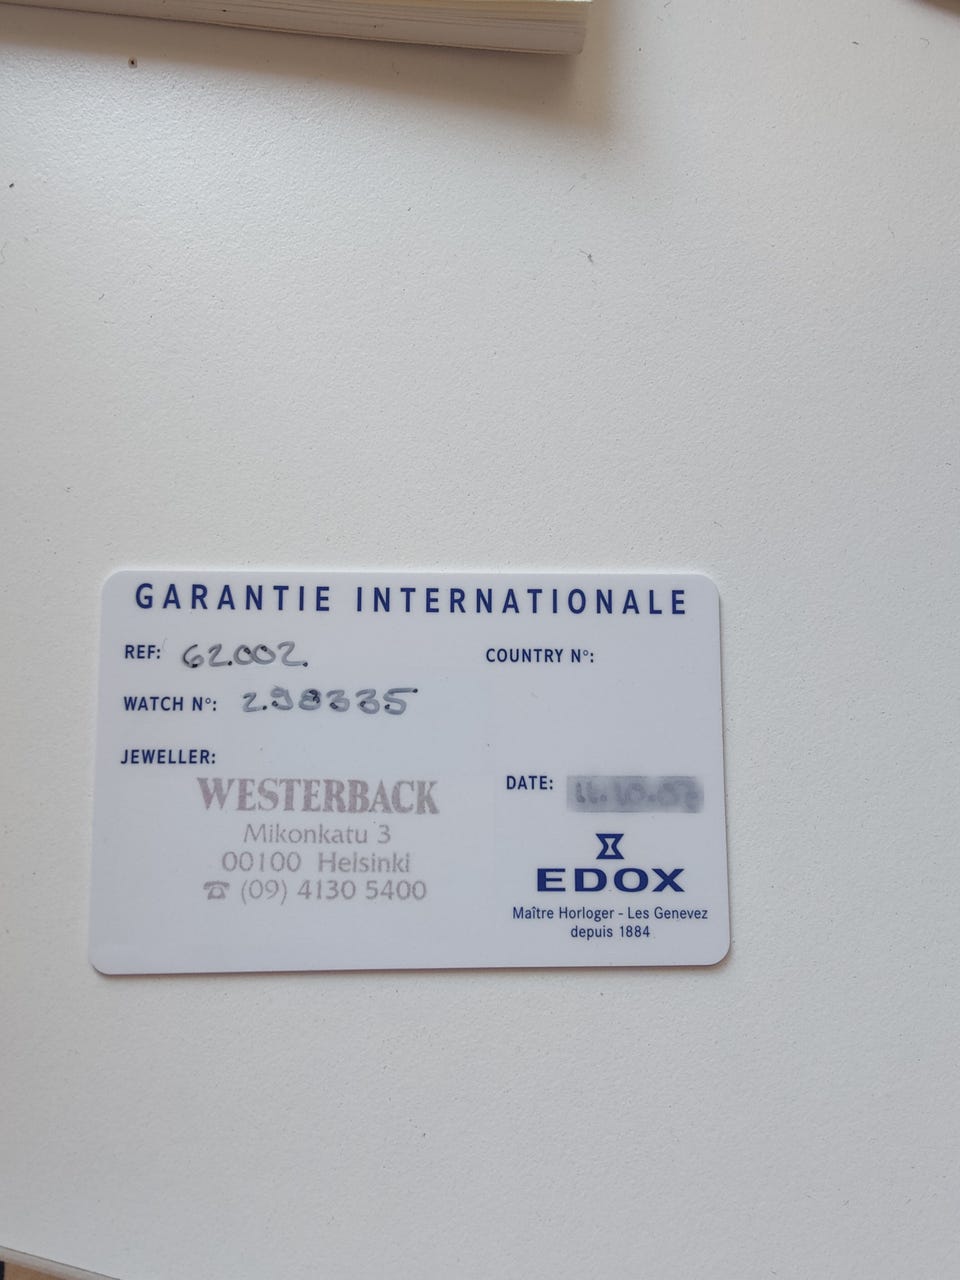 GARANTIE INTERNATIONALE
REF: 62.002.
COUNTRY N°:
WATCH N°: 298335
JEWELLER:
WESTERBACK
Mikonkatu 3
00100 Helsinki
☎ (09) 4130 5400
DATE:
EDOX
Maître Horloger - Les Genevez
depuis 1884